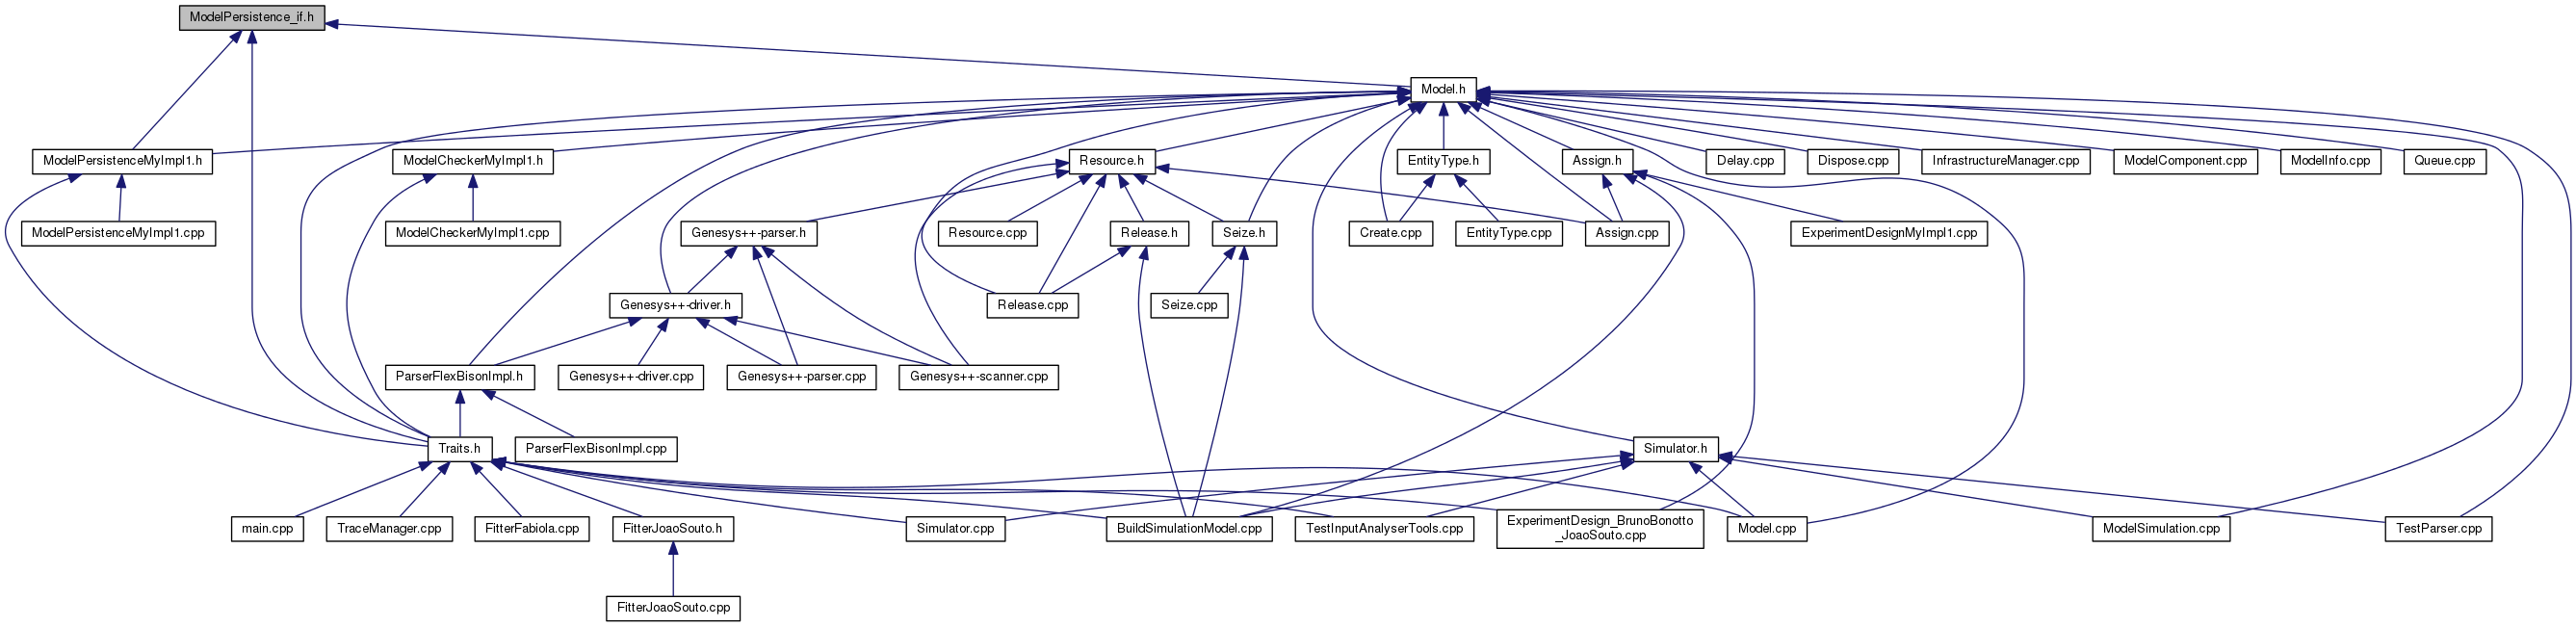 ModelPersistence_if.h
Model.h
ModelPersistenceMyImpl1.h
ModelCheckerMyImpl1.h
Resource.h
EntityType.h
Assign.h
Delay.cpp
Dispose.cpp
InfrastructureManager.cpp
ModelComponent.cpp
ModelInfo.cpp
Queue.cpp
ModelPersistenceMyImpl1.cpp
ModelCheckerMyImpl1.cpp
Genesys++-parser.h
Resource.cpp
Release.h
Seize.h
Create.cpp
EntityType.cpp
Assign.cpp
ExperimentDesignMyImpl1.cpp
Genesys++-driver.h
Release.cpp
Seize.cpp
ParserFlexBisonImpl.h
Genesys++-driver.cpp
Genesys++-parser.cpp
Genesys++-scanner.cpp
Traits.h
ParserFlexBisonImpl.cpp
Simulator.h
main.cpp
TraceManager.cpp
FitterFabiola.cpp
FitterJoaoSouto.h
Simulator.cpp
BuildSimulationModel.cpp
TestInputAnalyserTools.cpp
ExperimentDesign_BrunoBonotto
_JoaoSouto.cpp
Model.cpp
ModelSimulation.cpp
TestParser.cpp
FitterJoaoSouto.cpp